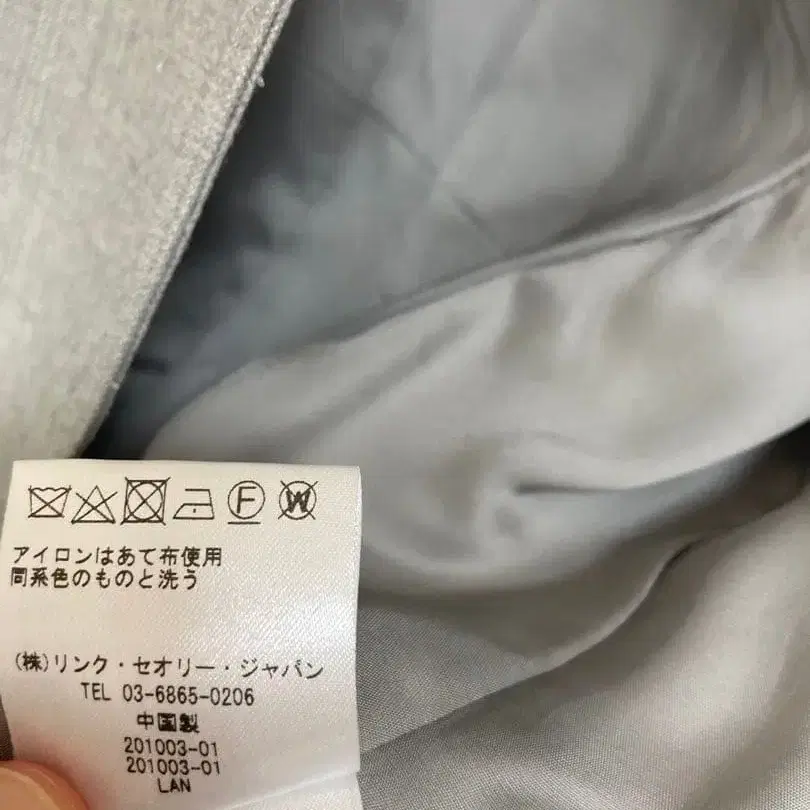 F W
アイロンはあて布使用
同系色のものと洗う
(株)リンク・セオリー・ジャパン
TEL 03-6865-0206
中国製
201003-01
201003-01
LAN